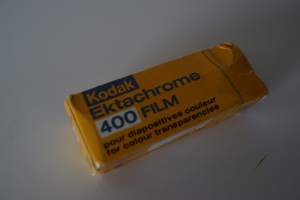 Kodak
Ektachrome
400 FILM
pour diapositives couleur
for colour transparencies